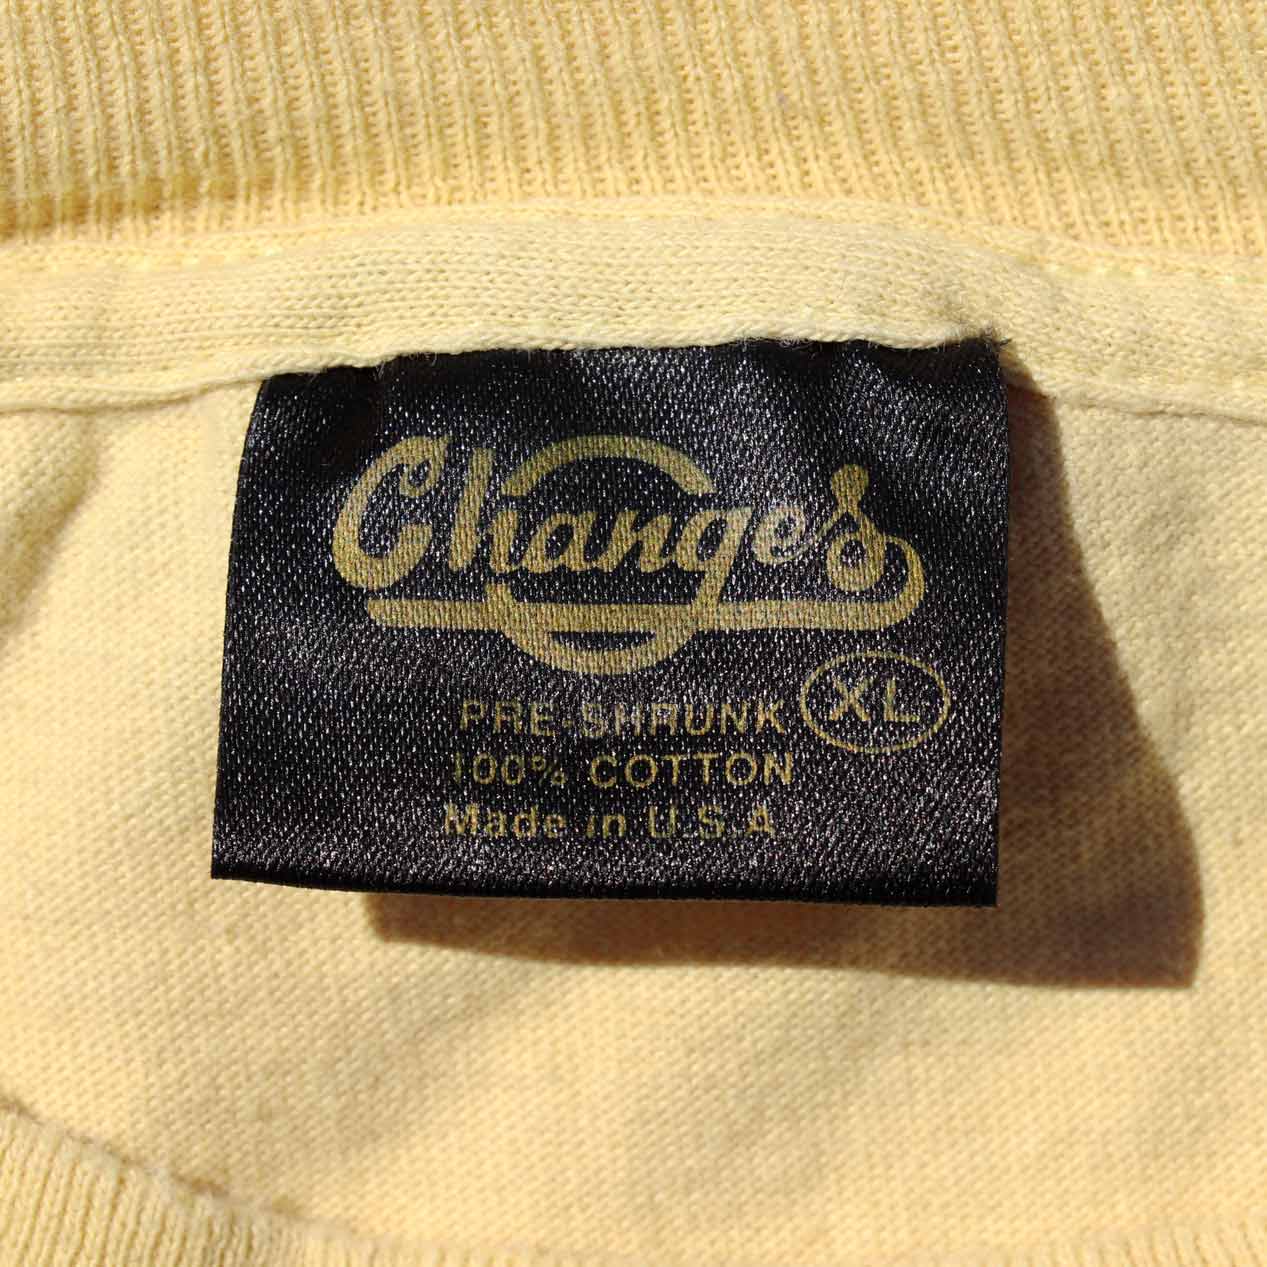 Changes
PRE-SHRUNK XL
100% COTTON
Made in U.S.A